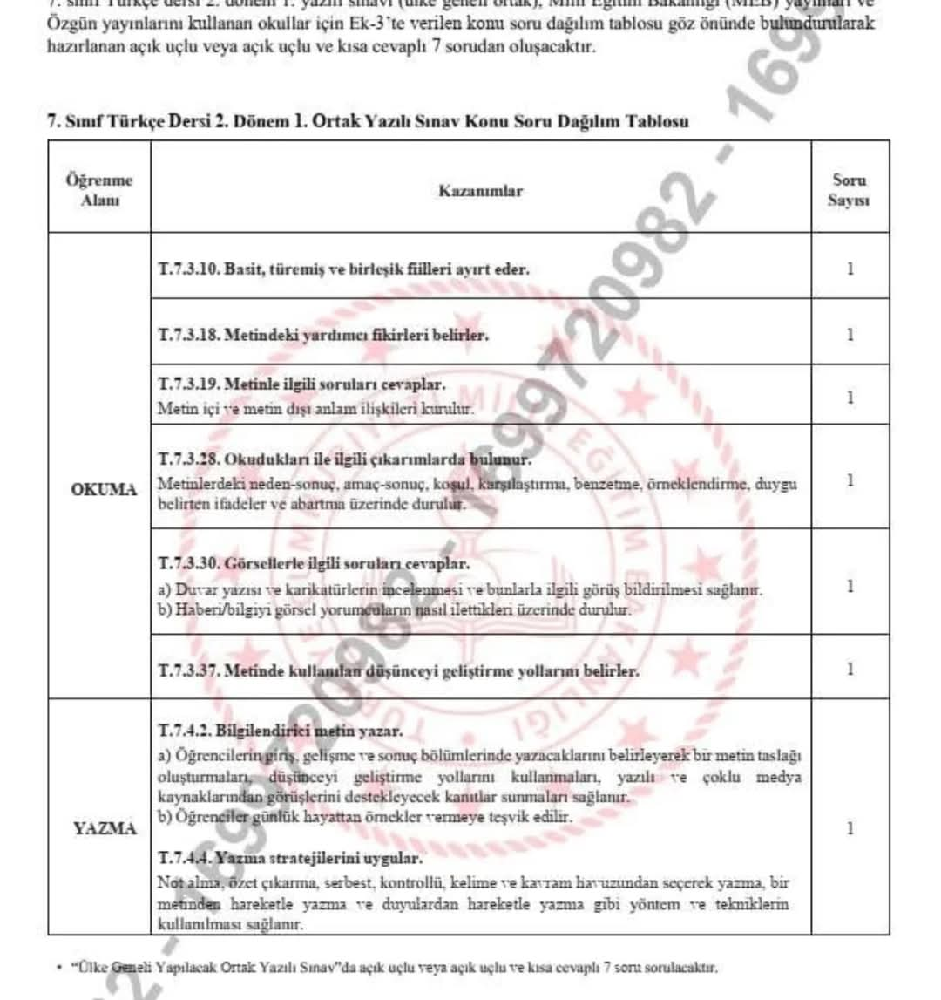 7. sınıf Türkçe dersi 2. dönem 1. yazılı sınavı (ülke geneli ortak), Milli Eğitim Bakanlığı (MEB) yayınları ve
Özgün yayınlarını kullanan okullar için Ek-3'te verilen konu soru dağılım tablosu göz önünde bulundurularak
hazırlanan açık uçlu veya açık uçlu ve kısa cevaplı 7 sorudan oluşacaktır.
7. Sınıf Türkçe Dersi 2. Dönem 1. Ortak Yazılı Sınav Konu Soru Dağılım Tablosu
Öğrenme
Alanı
Kazanımlar
Soru
Sayısı
OKUMA
T.7.3.10. Basit, türemiş ve birleşik fiilleri ayırt eder.
1
T.7.3.18. Metindeki yardımcı fikirleri belirler.
1
T.7.3.19. Metinle ilgili soruları cevaplar.
Metin içi ve metin dışı anlam ilişkileri kurulur.
1
T.7.3.28. Okudukları ile ilgili çıkarımlarda bulunur.
Metinlerdeki neden-sonuç, amaç-sonuç, koşul, karşılaştırma, benzetme, örneklendirme, duygu
belirten ifadeler ve abartma üzerinde durulur.
1
T.7.3.30. Görsellerle ilgili soruları cevaplar.
a) Duvar yazısı ve karikatürlerin incelenmesi ve bunlarla ilgili görüş bildirilmesi sağlanır.
b) Haberi/bilgiyi görsel yorumcuların nasıl ilettikleri üzerinde durulur.
1
T.7.3.37. Metinde kullanılan düşünceyi geliştirme yollarını belirler.
1
YAZMA
T.7.4.2. Bilgilendirici metin yazar.
a) Öğrencilerin giriş, gelişme ve sonuç bölümlerinde yazacaklarını belirleyerek bir metin taslağı
oluşturmaları, düşünceyi geliştirme yollarını kullanmaları, yazılı ve çoklu medya
kaynaklarından görüşlerini destekleyecek kanıtlar sunmaları sağlanır.
b) Öğrenciler günlük hayattan örnekler vermeye teşvik edilir.
T.7.4.4. Yazma stratejilerini uygular.
Not alma, özet çıkarma, serbest, kontrollü, kelime ve kavram havuzundan seçerek yazma, bir
metinden hareketle yazma ve duyulardan hareketle yazma gibi yöntem ve tekniklerin
kullanılması sağlanır.
1
• "Ülke Geneli Yapılacak Ortak Yazılı Sınav"da açık uçlu veya açık uçlu ve kısa cevaplı 7 soru sorulacaktır.
82 - 1699720982 - 1699720982 - 169
TÜRKİYE CUMHURİYETİ MİLLÎ EĞİTİM BAKANLIĞI